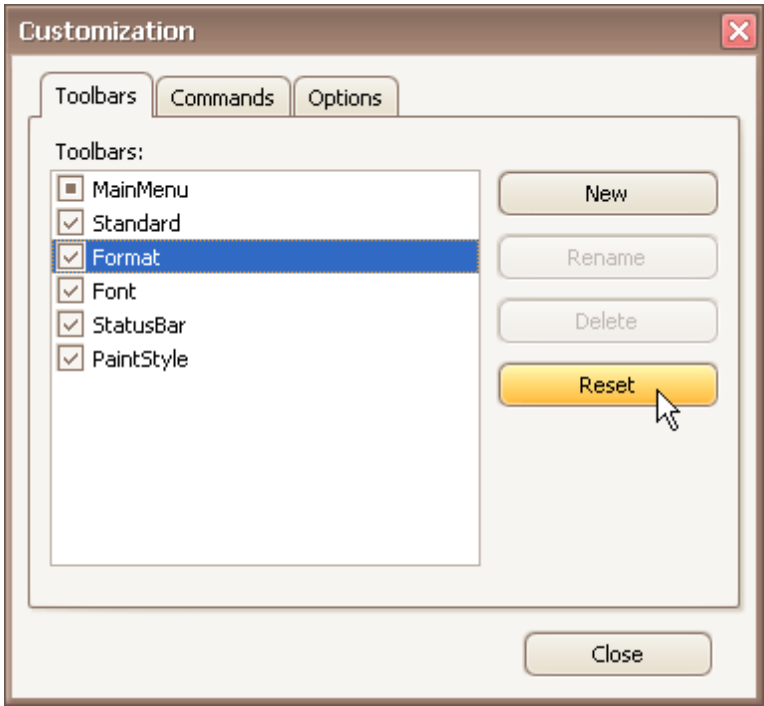 Customization
Toolbars Commands Options
Toolbars:
MainMenu
Standard
Format
Font
StatusBar
PaintStyle
New
Rename
Delete
Reset
Close